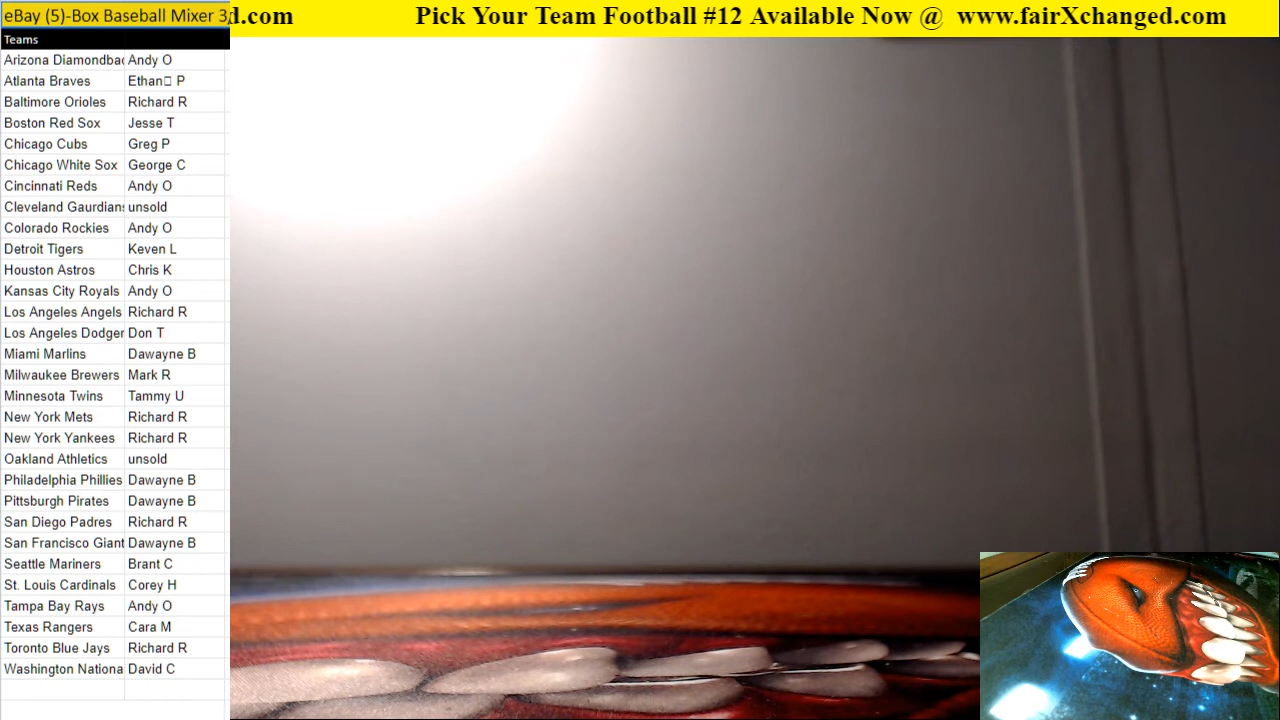 eBay (5)-Box Baseball Mixer 3/
d.com Pick Your Team Football #12 Available Now @ www.fairXchanged.com
Teams
Arizona Diamondbac Andy O
Atlanta Braves Ethan□ P
Baltimore Orioles Richard R
Boston Red Sox Jesse T
Chicago Cubs Greg P
Chicago White Sox George C
Cincinnati Reds Andy O
Cleveland Gaurdians unsold
Colorado Rockies Andy O
Detroit Tigers Keven L
Houston Astros Chris K
Kansas City Royals Andy O
Los Angeles Angels Richard R
Los Angeles Dodger Don T
Miami Marlins Dawayne B
Milwaukee Brewers Mark R
Minnesota Twins Tammy U
New York Mets Richard R
New York Yankees Richard R
Oakland Athletics unsold
Philadelphia Phillies Dawayne B
Pittsburgh Pirates Dawayne B
San Diego Padres Richard R
San Francisco Giant Dawayne B
Seattle Mariners Brant C
St. Louis Cardinals Corey H
Tampa Bay Rays Andy O
Texas Rangers Cara M
Toronto Blue Jays Richard R
Washington Nationa David C